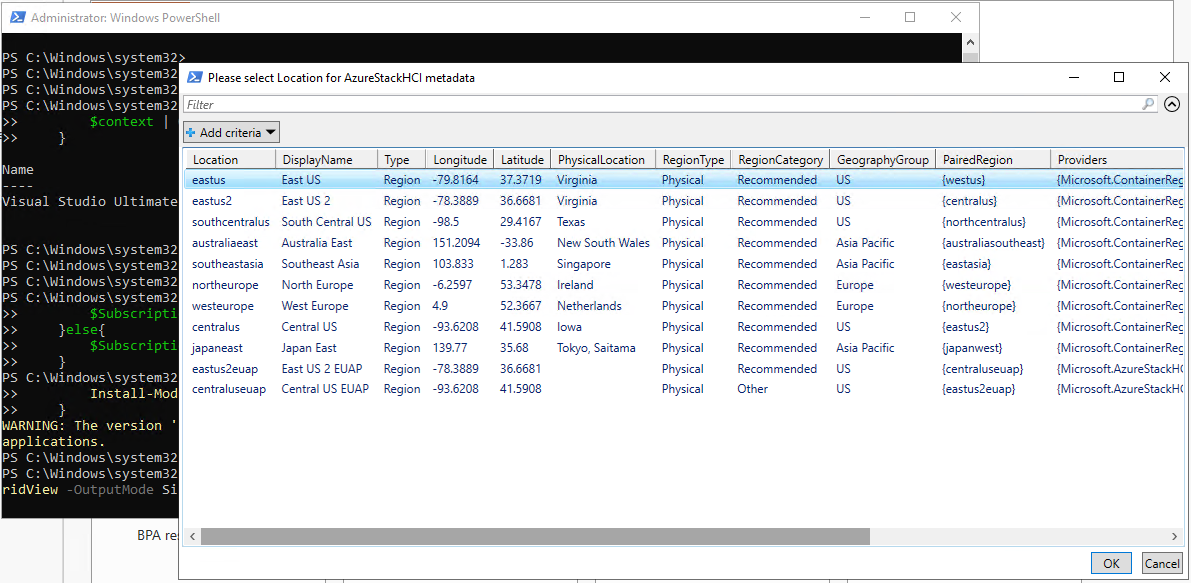 Administrator: Windows PowerShell
PS C:\Windows\system32>
PS C:\Windows\system32
PS C:\Windows\system32
PS C:\Windows\system32
>> $context |
>> }
Name
----
Visual Studio Ultimate
PS C:\Windows\system32
PS C:\Windows\system32
PS C:\Windows\system32
PS C:\Windows\system32
>> $Subscripti
>> }else{
>> $Subscripti
>> }
PS C:\Windows\system32
>> Install-Mod
>> }
WARNING: The version '
applications.
PS C:\Windows\system32
PS C:\Windows\system32
ridView -OutputMode Si
BPA re
Please select Location for AzureStackHCI metadata
Filter
Add criteria
Location DisplayName Type Longitude Latitude PhysicalLocation RegionType RegionCategory GeographyGroup PairedRegion Providers
eastus East US Region -79.8164 37.3719 Virginia Physical Recommended US {westus} {Microsoft.ContainerReg
eastus2 East US 2 Region -78.3889 36.6681 Virginia Physical Recommended US {centralus} {Microsoft.ContainerReg
southcentralus South Central US Region -98.5 29.4167 Texas Physical Recommended US {northcentralus} {Microsoft.ContainerReg
australiaeast Australia East Region 151.2094 -33.86 New South Wales Physical Recommended Asia Pacific {australiasoutheast} {Microsoft.ContainerReg
southeastasia Southeast Asia Region 103.833 1.283 Singapore Physical Recommended Asia Pacific {eastasia} {Microsoft.ContainerReg
northeurope North Europe Region -6.2597 53.3478 Ireland Physical Recommended Europe {westeurope} {Microsoft.ContainerReg
westeurope West Europe Region 4.9 52.3667 Netherlands Physical Recommended Europe {northeurope} {Microsoft.ContainerReg
centralus Central US Region -93.6208 41.5908 Iowa Physical Recommended US {eastus2} {Microsoft.ContainerReg
japaneast Japan East Region 139.77 35.68 Tokyo, Saitama Physical Recommended Asia Pacific {japanwest} {Microsoft.ContainerReg
eastus2euap East US 2 EUAP Region -78.3889 36.6681 Physical Recommended US {centraluseuap} {Microsoft.AzureStackHC
centraluseuap Central US EUAP Region -93.6208 41.5908 Physical Other US {eastus2euap} {Microsoft.AzureStackHC
OK Cancel